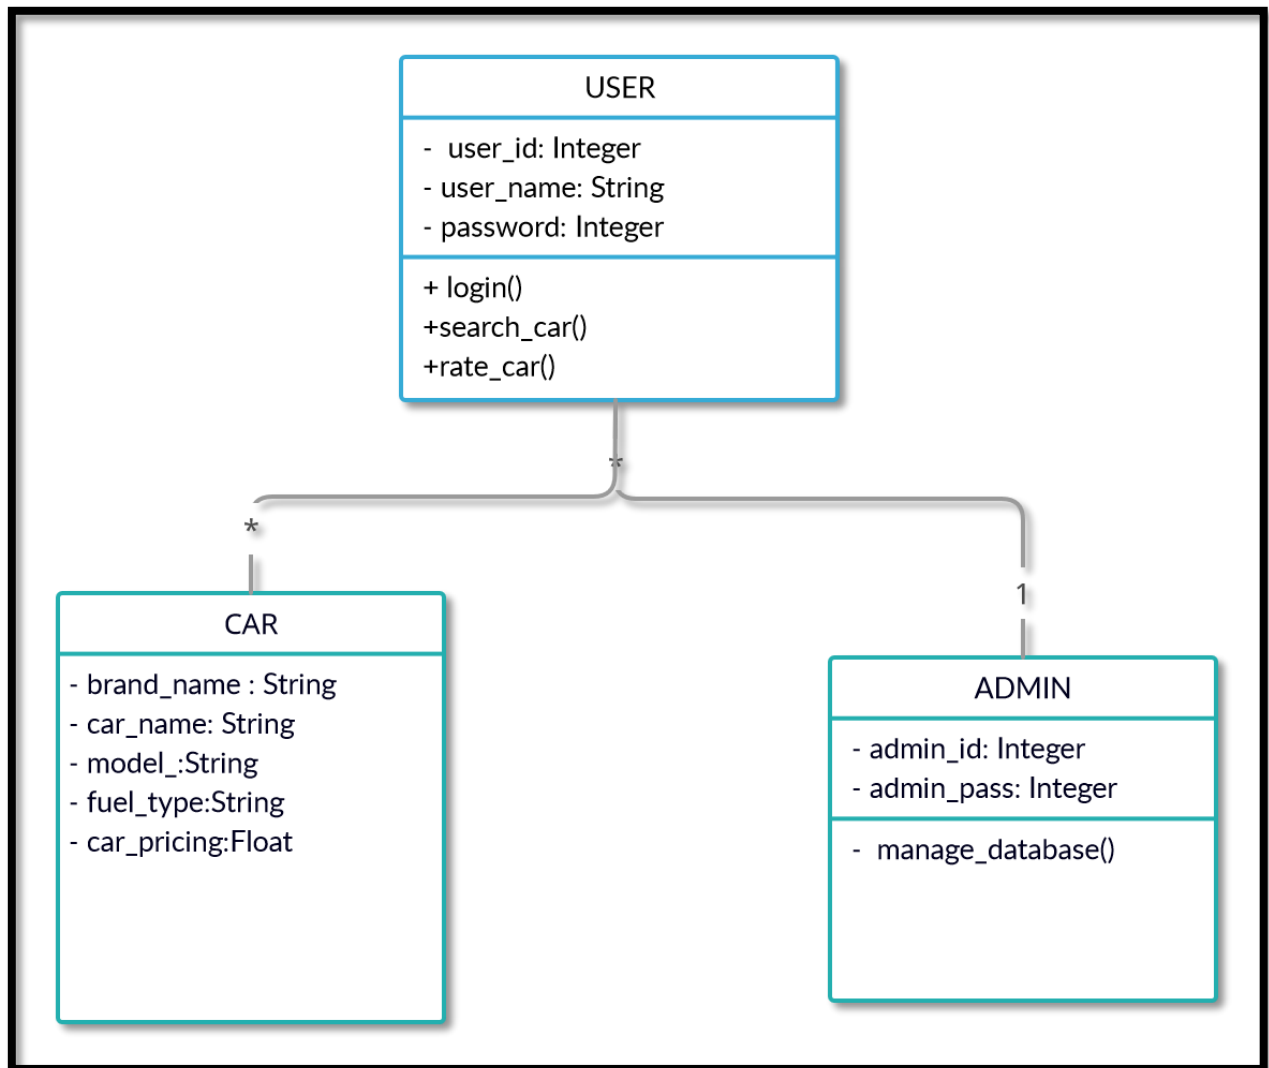 USER
- user_id: Integer
- user_name: String
- password: Integer
+ login()
+search_car()
+rate_car()
*
*
1
CAR
- brand_name : String
- car_name: String
- model_:String
- fuel_type:String
- car_pricing:Float
ADMIN
- admin_id: Integer
- admin_pass: Integer
- manage_database()